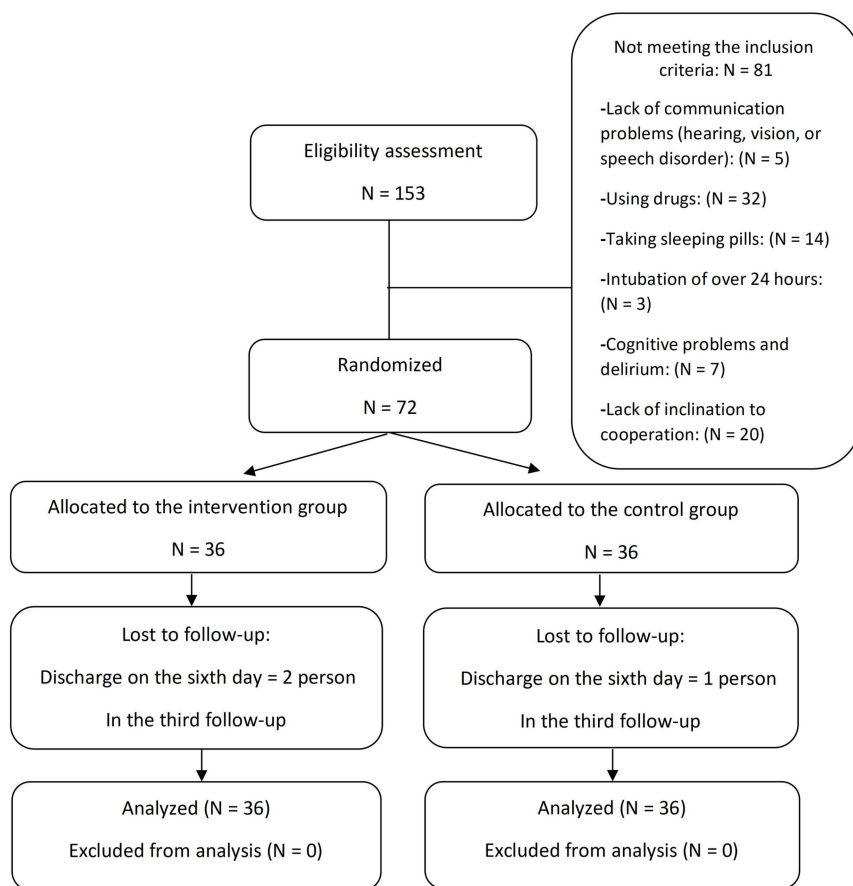 Not meeting the inclusion
criteria: N = 81
-Lack of communication
problems (hearing, vision, or
speech disorder): (N = 5)
-Using drugs: (N = 32)
-Taking sleeping pills: (N = 14)
-Intubation of over 24 hours:
(N = 3)
-Cognitive problems and
delirium: (N = 7)
-Lack of inclination to
cooperation: (N = 20)
Eligibility assessment
N = 153
Randomized
N = 72
Allocated to the intervention group
N = 36
Allocated to the control group
N = 36
Lost to follow-up:
Discharge on the sixth day = 2 person
In the third follow-up
Lost to follow-up:
Discharge on the sixth day = 1 person
In the third follow-up
Analyzed (N = 36)
Excluded from analysis (N = 0)
Analyzed (N = 36)
Excluded from analysis (N = 0)